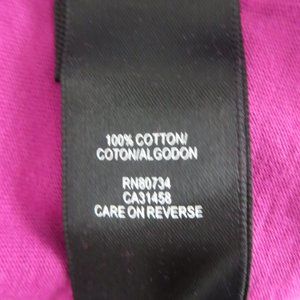 100% COTTON/
COTON/ALGODON
RN80734
CA31458
CARE ON REVERSE